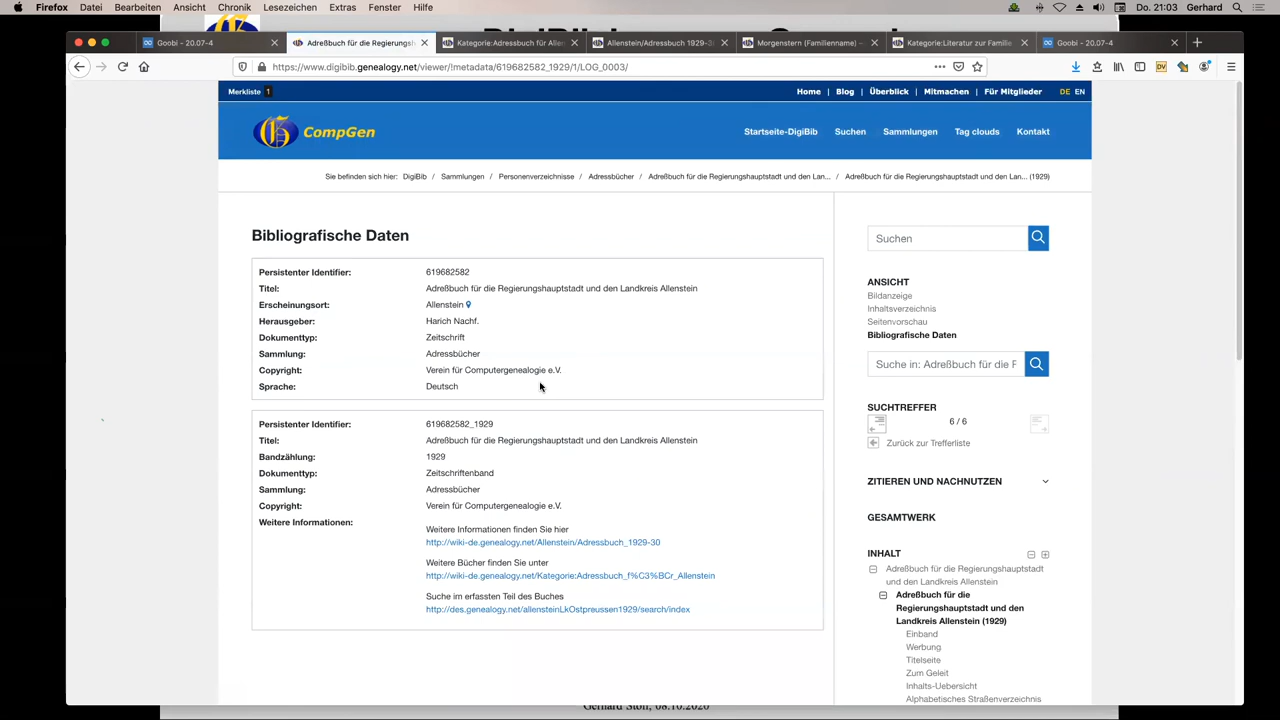 Firefox Ablage Bearbeiten Ansicht Chronik Lesezeichen Extras Fenster Hilfe
Do. 21:03 Gerhard
Goobi - 20.07-4
Adreßbuch für die Regierungsh
Kategorie:Adressbuch für Allen
Allenstein/Adressbuch 1929-3
Morgenstern (Familienname) –
Kategorie:Literatur zur Familie
Goobi - 20.07-4
https://www.digibib.genealogy.net/viewer/!metadata/619682582_1929/1/LOG_0003/
Merkliste 1
Home | Blog | Überblick | Mitmachen | Für Mitglieder DE EN
CompGen
Startseite-DigiBib Suchen Sammlungen Tag clouds Kontakt
Sie befinden sich hier: DigiBib / Sammlungen / Personenverzeichnisse / Adressbücher / Adreßbuch für die Regierungshauptstadt und den Lan... / Adreßbuch für die Regierungshauptstadt und den Lan... (1929)
Bibliografische Daten
Persistenter Identifier: 619682582
Titel: Adreßbuch für die Regierungshauptstadt und den Landkreis Allenstein
Erscheinungsort: Allenstein
Herausgeber: Harich Nachf.
Dokumenttyp: Zeitschrift
Sammlung: Adressbücher
Copyright: Verein für Computergenealogie e.V.
Sprache: Deutsch
Persistenter Identifier: 619682582_1929
Titel: Adreßbuch für die Regierungshauptstadt und den Landkreis Allenstein
Bandzählung: 1929
Dokumenttyp: Zeitschriftenband
Sammlung: Adressbücher
Copyright: Verein für Computergenealogie e.V.
Weitere Informationen:
Weitere Informationen finden Sie hier
http://wiki-de.genealogy.net/Allenstein/Adressbuch_1929-30
Weitere Bücher finden Sie unter
http://wiki-de.genealogy.net/Kategorie:Adressbuch_f%C3%BCr_Allenstein
Suche im erfassten Teil des Buches
http://des.genealogy.net/allensteinLkOstpreussen1929/search/index
Suchen
ANSICHT
Bildanzeige
Inhaltsverzeichnis
Seitenvorschau
Bibliografische Daten
Suche in: Adreßbuch für die F
SUCHTREFFER
6 / 6
Zurück zur Trefferliste
ZITIEREN UND NACHNUTZEN
GESAMTWERK
INHALT
Adreßbuch für die Regierungshauptstadt
und den Landkreis Allenstein
Adreßbuch für die
Regierungshauptstadt und den
Landkreis Allenstein (1929)
Einband
Werbung
Titelseite
Zum Geleit
Inhalts-Uebersicht
Alphabetisches Straßenverzeichnis
Gerhard Stoll, 08.10.2020